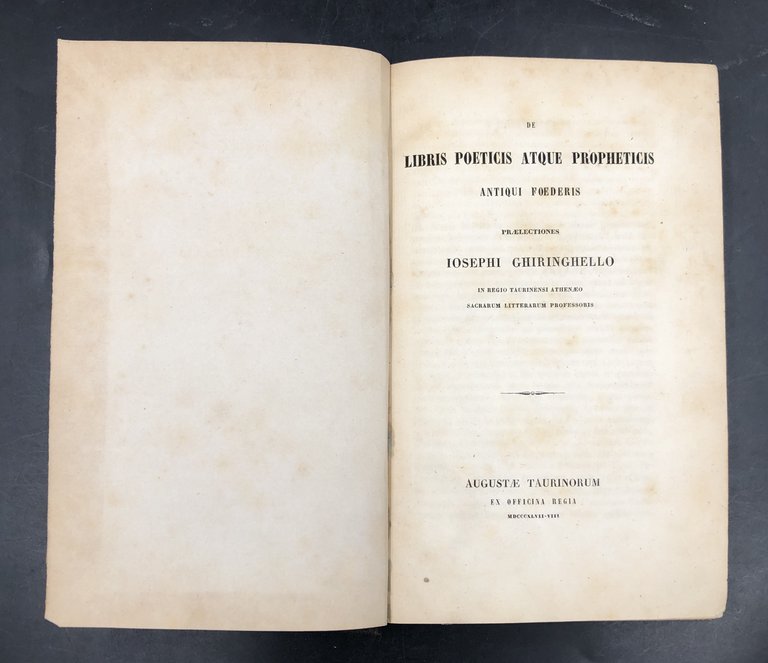 DE
LIBRIS POETICIS ATQUE PROPHETICIS
ANTIQUI FŒDERIS
PRÆLECTIONES
IOSEPHI GHIRINGHELLO
IN REGIO TAURINENSI ATHENÆO
SACRARUM LITTERARUM PROFESSORIS
AUGUSTÆ TAURINORUM
EX OFFICINA REGIA
MDCCCXLVII-VIII